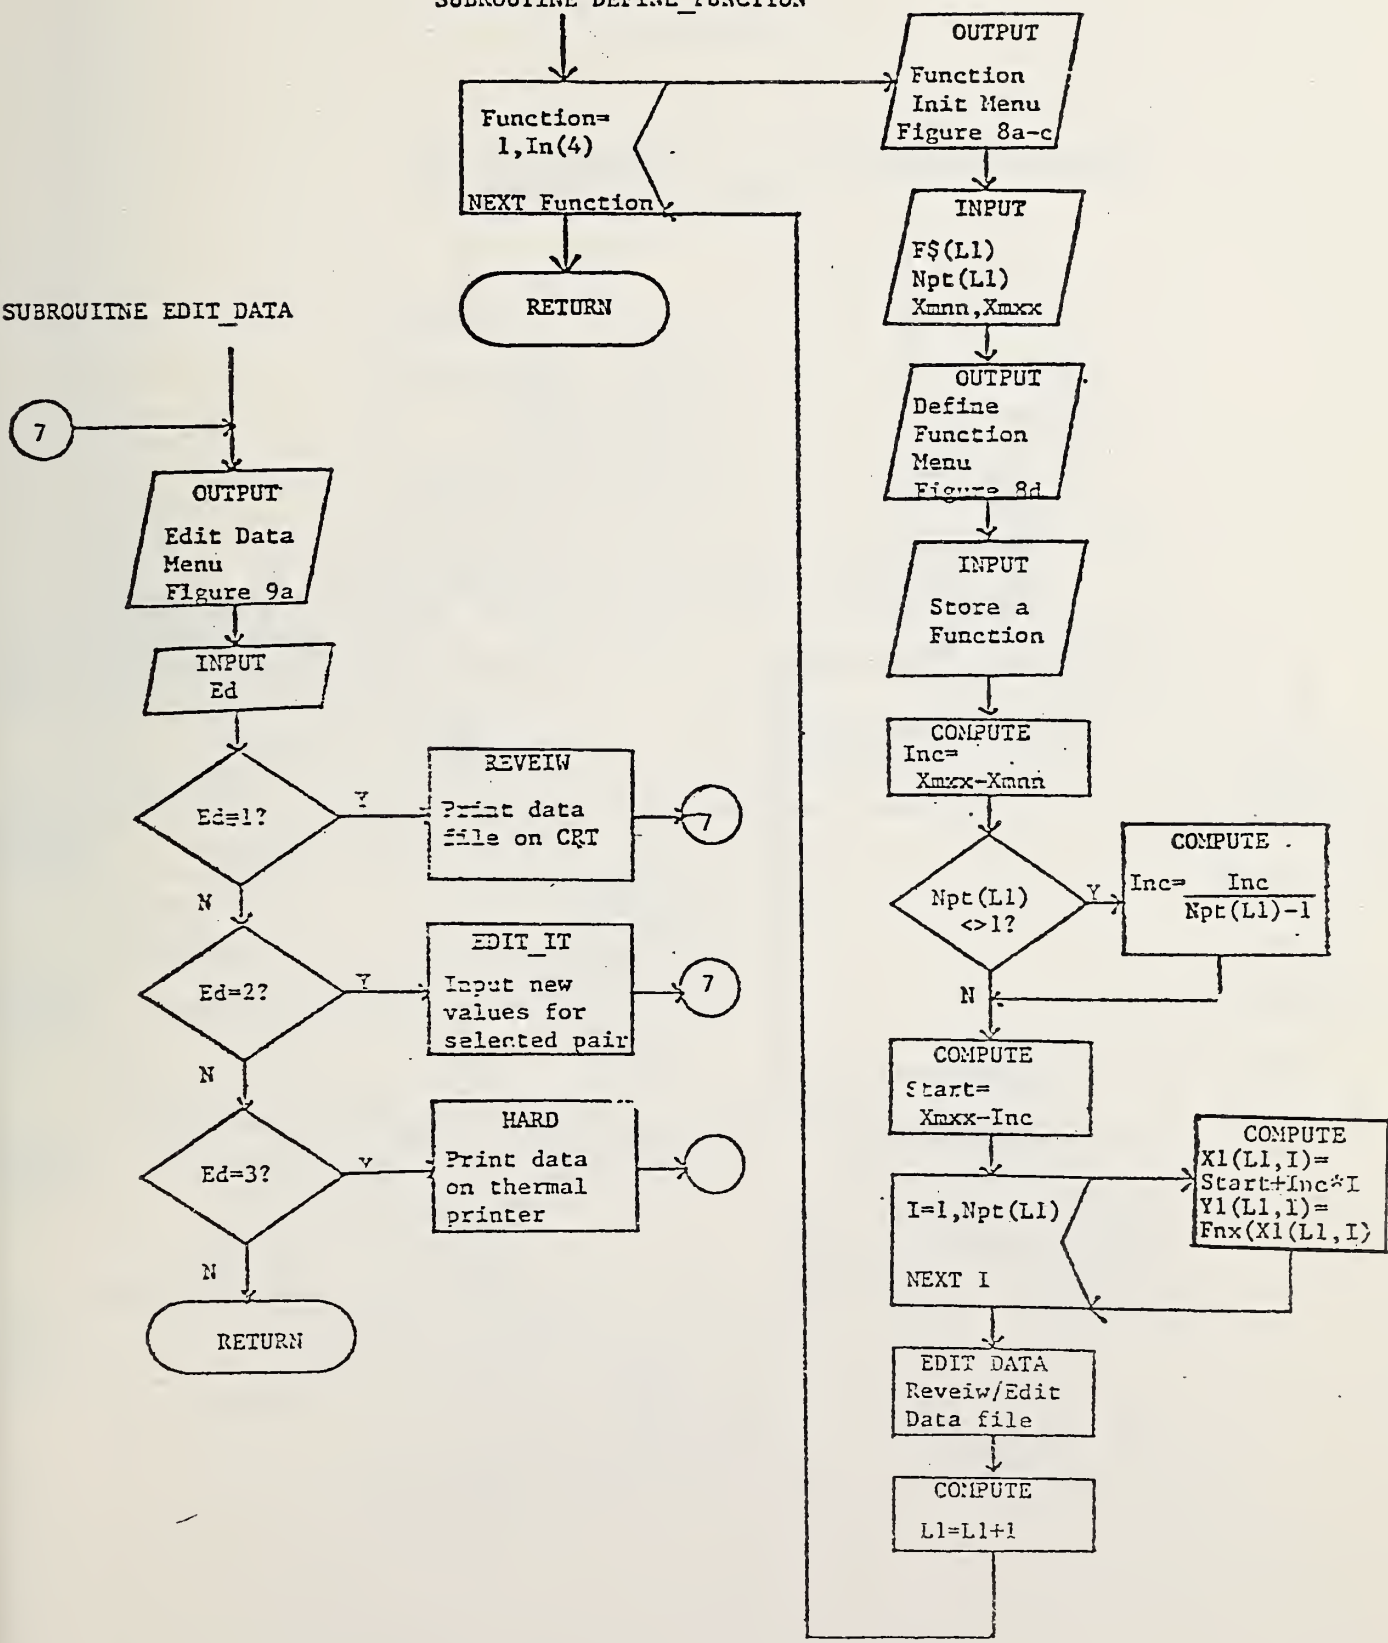 SUBROUTINE DEFINE_FUNCTION
Function=
1,In(4)
NEXT Function
RETURN
OUTPUT
Function
Init Menu
Figure 8a-c
INPUT
F$(L1)
Npt(L1)
Xmnn,Xmxx
OUTPUT
Define
Function
Menu
Figure 8d
INPUT
Store a
Function
COMPUTE
Inc=
Xmxx-Xmnn
Npt(L1)
<>1?
Y
COMPUTE
Inc= Inc
Npt(L1)-1
N
COMPUTE
Start=
Xmxx-Inc
I=1,Npt(L1)
NEXT I
COMPUTE
X1(L1,I)=
Start+Inc*I
Y1(L1,1)=
Fnx(X1(L1,I)
EDIT DATA
Reveiw/Edit
Data file
COMPUTE
L1=L1+1
SUBROUITNE EDIT_DATA
7
OUTPUT
Edit Data
Menu
Figure 9a
INPUT
Ed
Ed=1?
Y
REVEIW
Print data
file on CRT
7
N
Ed=2?
Y
EDIT_IT
Input new
values for
selected pair
7
N
Ed=3?
Y
HARD
Print data
on thermal
printer
N
RETURN